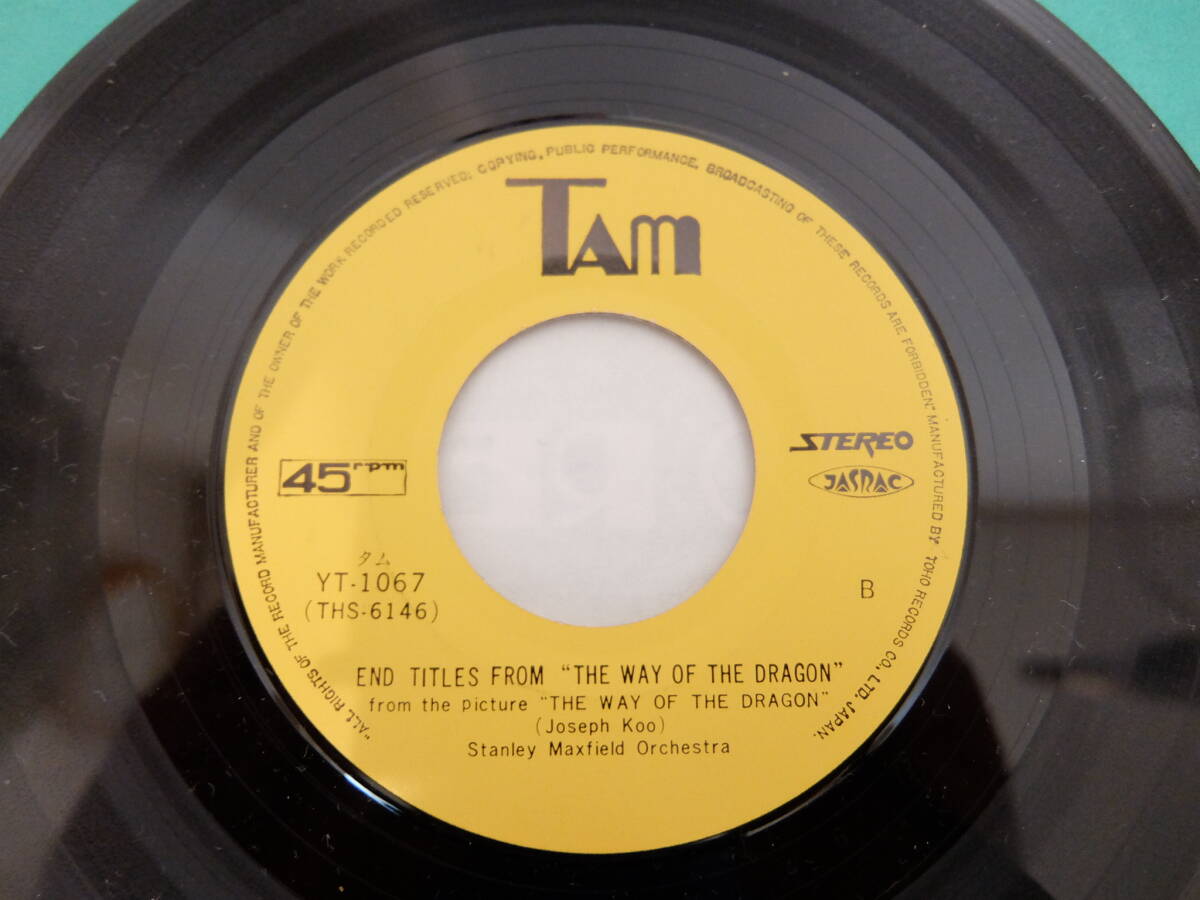 "ALL RIGHTS OF THE RECORD MANUFACTURER AND OF THE OWNER OF THE WORK RECORDED RESERVED; COPYING, PUBLIC PERFORMANCE, BROADCASTING OF THESE RECORDS ARE FORBIDDEN." MANUFACTURED BY TOHO RECORDS CO., LTD. JAPAN.
TAM
STEREO
45 rpm
JASRAC
タム
YT-1067
B
(THS-6146)
END TITLES FROM "THE WAY OF THE DRAGON"
from the picture "THE WAY OF THE DRAGON"
(Joseph Koo)
Stanley Maxfield Orchestra